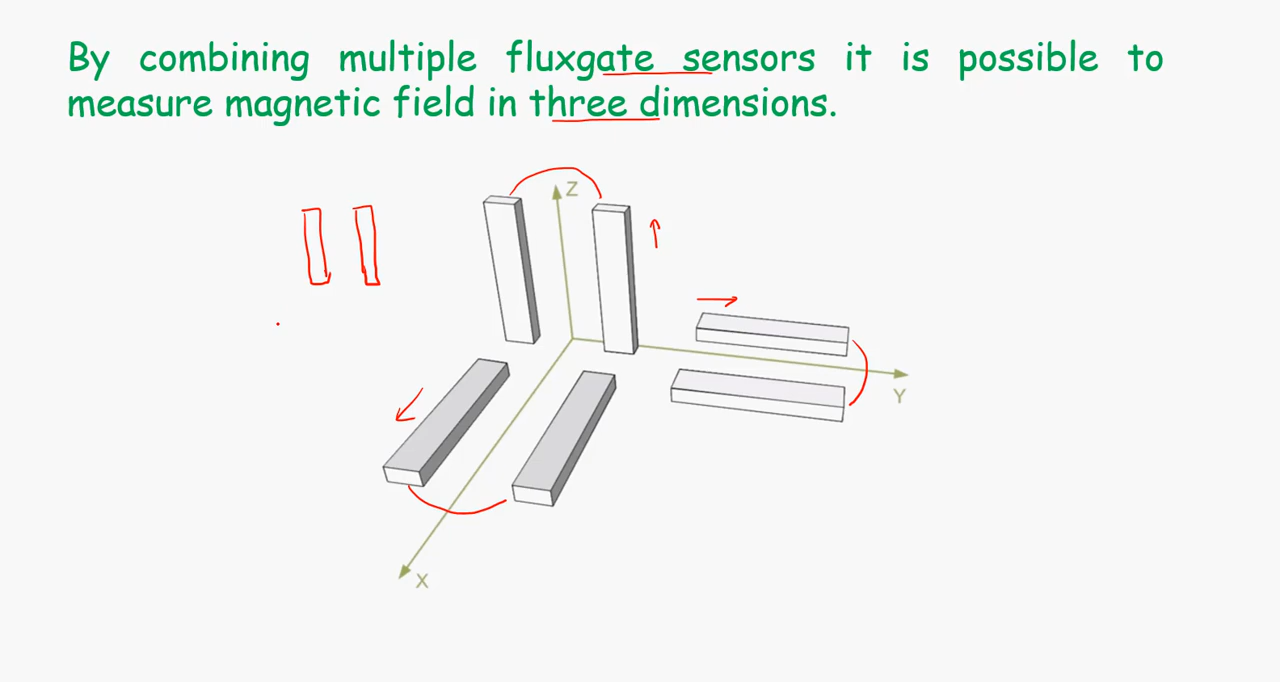 By combining multiple fluxgate sensors it is possible to
measure magnetic field in three dimensions.
Z
Y
X